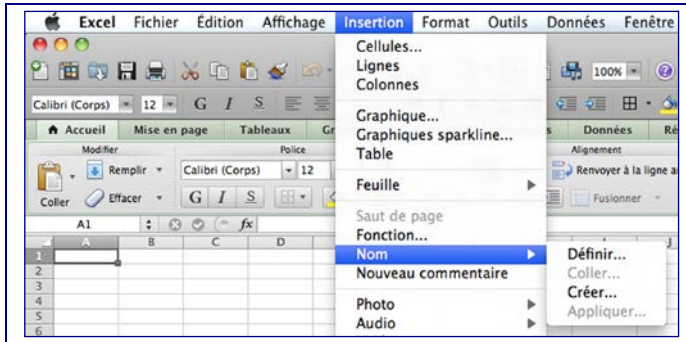 Excel Fichier Édition Affichage Insertion Format Outils Données Fenêtre
Cellules...
Lignes
Colonnes
Graphique...
Graphiques sparkline...
Table
Feuille
Saut de page
Fonction...
Nom
Nouveau commentaire
Photo
Audio
Définir...
Coller...
Créer...
Appliquer...
100%
Calibri (Corps) 12 G I S
Accueil Mise en page Tableaux Gr Données Ré
Modifier Police Alignement
Remplir Calibri (Corps) 12 Renvoyer à la ligne
Coller Effacer G I S Fusionner
A1 fx
A B C D J
1
2
3
4
5
6